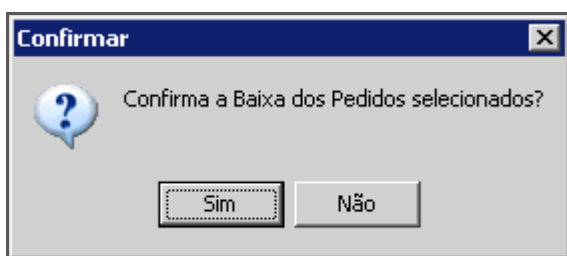 Confirmar
Confirma a Baixa dos Pedidos selecionados?
Sim
Não